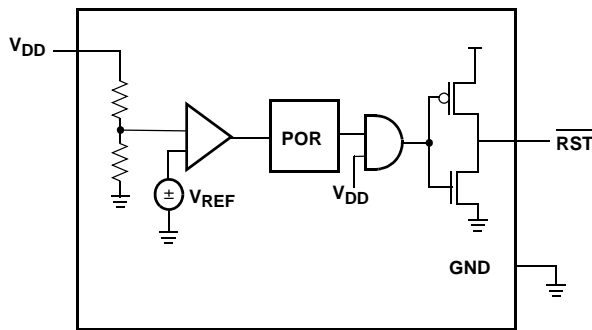 VDD
POR
RST
±
VREF
VDD
GND